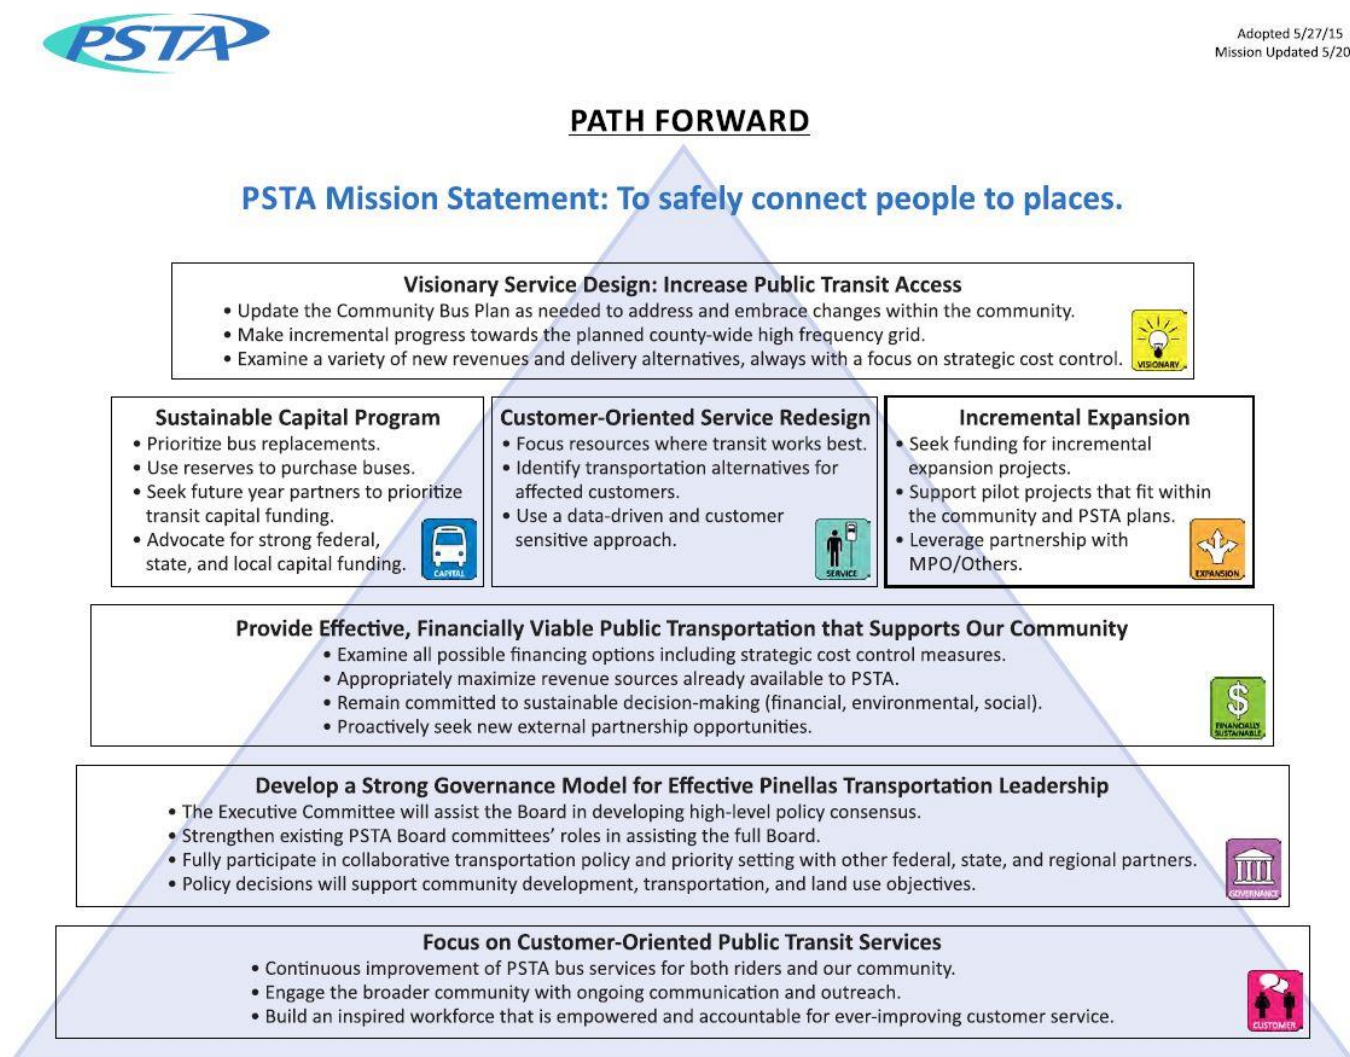 PSTA
Adopted 5/27/15
Mission Updated 5/20
PATH FORWARD
PSTA Mission Statement: To safely connect people to places.
Visionary Service Design: Increase Public Transit Access
• Update the Community Bus Plan as needed to address and embrace changes within the community.
• Make incremental progress towards the planned county-wide high frequency grid.
• Examine a variety of new revenues and delivery alternatives, always with a focus on strategic cost control.
VISIONARY
Sustainable Capital Program
• Prioritize bus replacements.
• Use reserves to purchase buses.
• Seek future year partners to prioritize
transit capital funding.
• Advocate for strong federal,
state, and local capital funding.
CAPITAL
Customer-Oriented Service Redesign
• Focus resources where transit works best.
• Identify transportation alternatives for
affected customers.
• Use a data-driven and customer
sensitive approach.
SERVICE
Incremental Expansion
• Seek funding for incremental
expansion projects.
• Support pilot projects that fit within
the community and PSTA plans.
• Leverage partnership with
MPO/Others.
EXPANSION
Provide Effective, Financially Viable Public Transportation that Supports Our Community
• Examine all possible financing options including strategic cost control measures.
• Appropriately maximize revenue sources already available to PSTA.
• Remain committed to sustainable decision-making (financial, environmental, social).
• Proactively seek new external partnership opportunities.
FINANCIALLY
SUSTAINABLE
Develop a Strong Governance Model for Effective Pinellas Transportation Leadership
• The Executive Committee will assist the Board in developing high-level policy consensus.
• Strengthen existing PSTA Board committees’ roles in assisting the full Board.
• Fully participate in collaborative transportation policy and priority setting with other federal, state, and regional partners.
• Policy decisions will support community development, transportation, and land use objectives.
GOVERNANCE
Focus on Customer-Oriented Public Transit Services
• Continuous improvement of PSTA bus services for both riders and our community.
• Engage the broader community with ongoing communication and outreach.
• Build an inspired workforce that is empowered and accountable for ever-improving customer service.
CUSTOMER